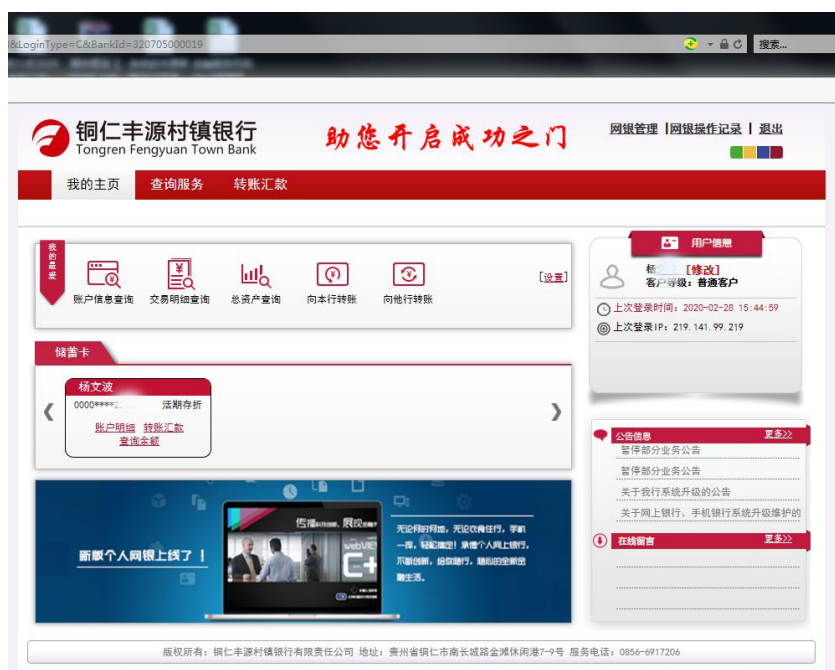 &LoginType=C&BankId=320705000019
搜索...
铜仁丰源村镇银行
Tongren Fengyuan Town Bank
助您开启成功之门
网银管理 |网银操作记录 | 退出
我的主页 查询服务 转账汇款
我的最爱
账户信息查询 交易明细查询 总资产查询 向本行转账 向他行转账
[设置]
用户信息
杨 [修改]
客户等级：普通客户
上次登录时间：2020-02-28 15:44:59
上次登录IP：219.141.99.219
储蓄卡
杨文波
0000****2 活期存折
账户明细 转账汇款
查询余额
公告信息 更多>>
暂停部分业务公告
暂停部分业务公告
关于我行系统升级的公告
关于网上银行、手机银行系统升级维护的
在线留言 更多>>
新版个人网银上线了！
webVIE
C+
无论何时何地，无论衣食住行，手机
一挥，轻松搞定！承借个人网上银行，
不断创新，给你随行，随心的全新金
融生活。
版权所有：铜仁丰源村镇银行有限责任公司 地址：贵州省铜仁市南长城路金滩休闲港7-9号 服务电话：0856-6917206